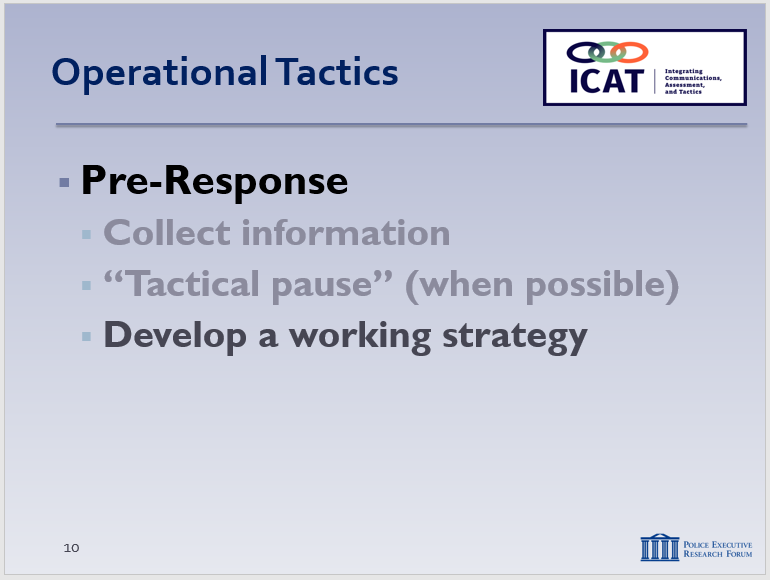 Operational Tactics
ICAT
Integrating
Communications,
Assessment,
and Tactics
Pre-Response
Collect information
“Tactical pause” (when possible)
Develop a working strategy
10
Police Executive
Research Forum